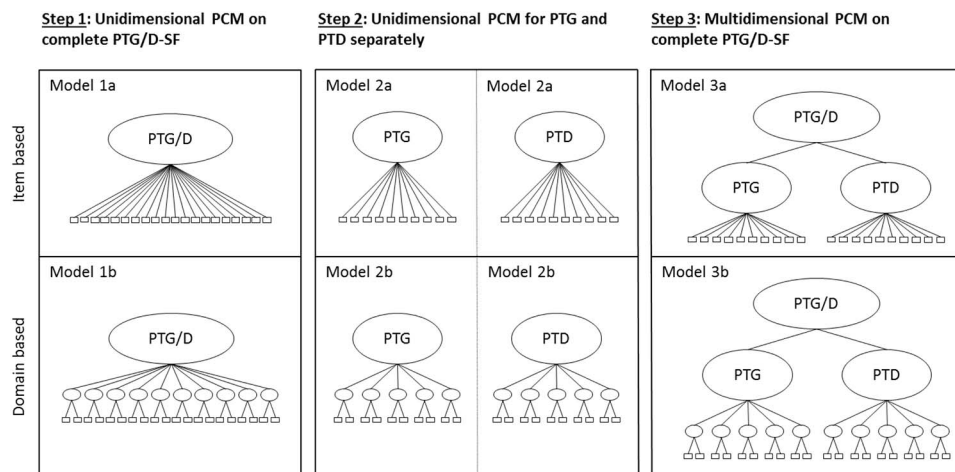 Step 1: Unidimensional PCM on
complete PTG/D-SF
Step 2: Unidimensional PCM for PTG and
PTD separately
Step 3: Multidimensional PCM on
complete PTG/D-SF
Item based
Model 1a
PTG/D
Model 2a
PTG
Model 2a
PTD
Model 3a
PTG/D
PTG
PTD
Domain based
Model 1b
PTG/D
Model 2b
PTG
Model 2b
PTD
Model 3b
PTG/D
PTG
PTD